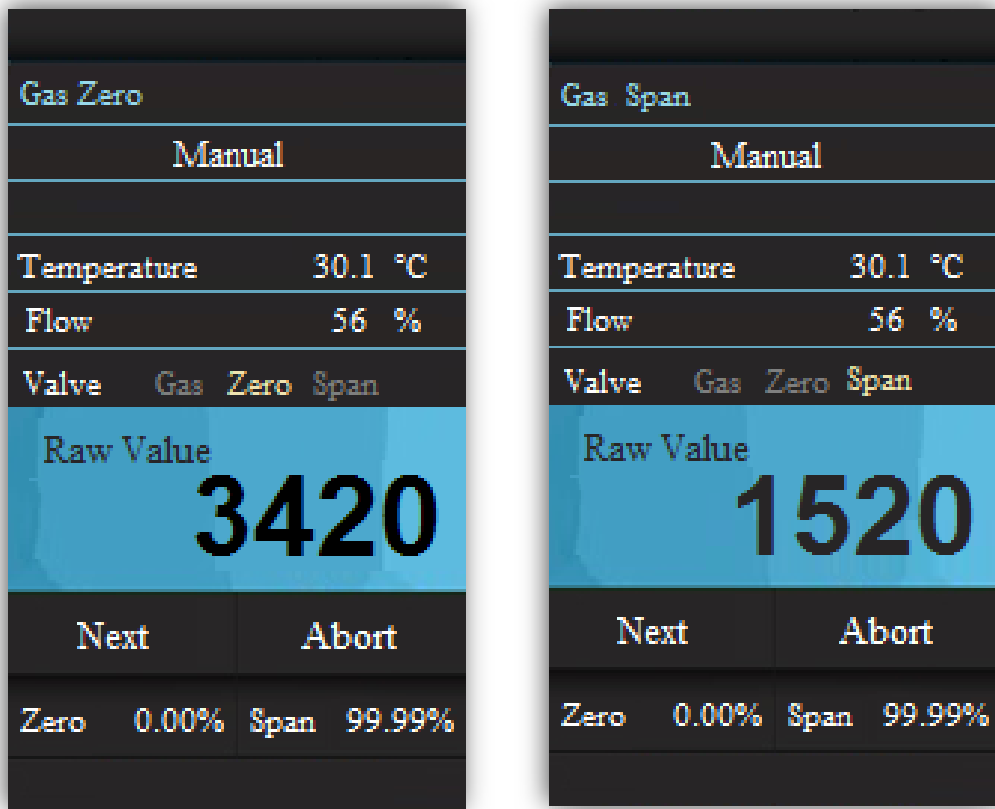 Gas Zero
Manual
Temperature 30.1 °C
Flow 56 %
Valve Gas Zero Span
Raw Value
3420
Next Abort
Zero 0.00% Span 99.99%
Gas Span
Manual
Temperature 30.1 °C
Flow 56 %
Valve Gas Zero Span
Raw Value
1520
Next Abort
Zero 0.00% Span 99.99%